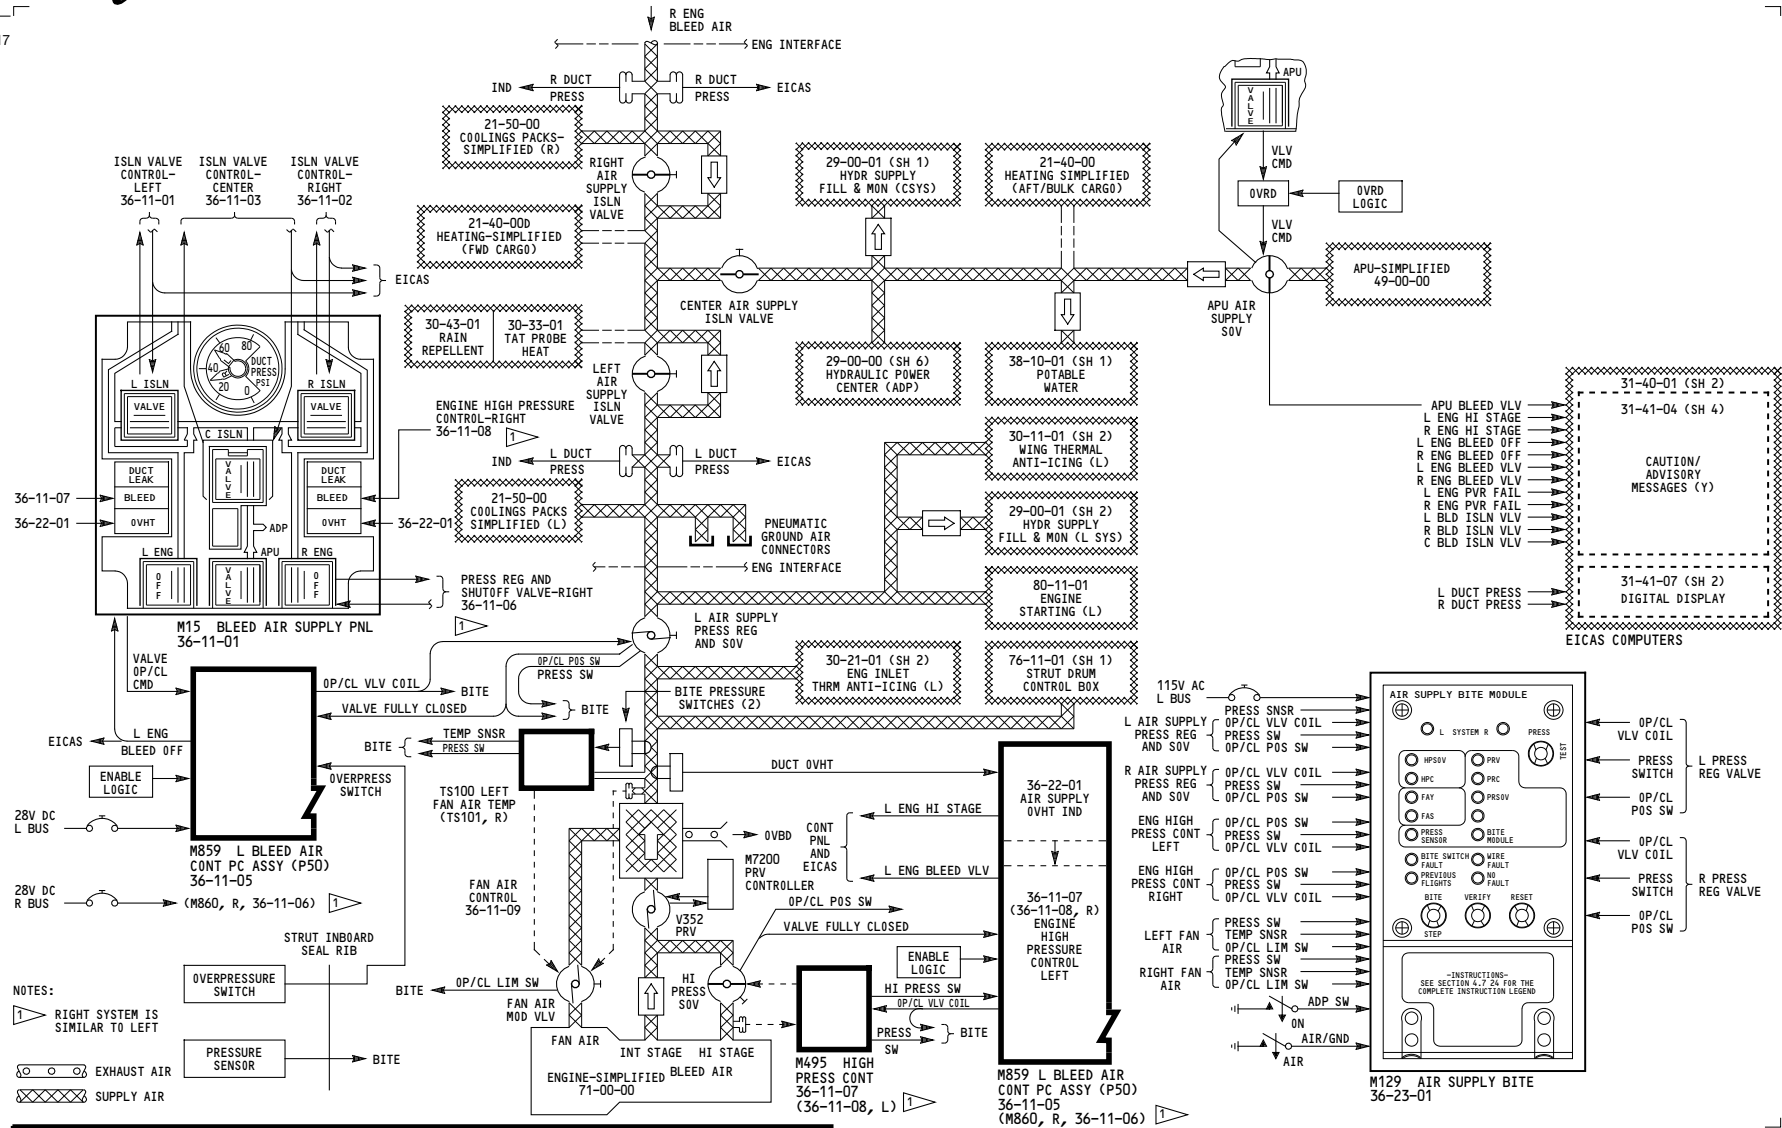 17
R ENG
BLEED AIR
ENG INTERFACE
IND
R DUCT
PRESS
R DUCT
PRESS
EICAS
21-50-00
COOLINGS PACKS-
SIMPLIFIED (R)
RIGHT
AIR
SUPPLY
ISLN
VALVE
21-40-00D
HEATING-SIMPLIFIED
(FWD CARGO)
29-00-01 (SH 1)
HYDR SUPPLY
FILL & MON (CSYS)
21-40-00
HEATING SIMPLIFIED
(AFT/BULK CARGO)
APU
VALVE
VLV
CMD
OVRD
OVRD
LOGIC
VLV
CMD
APU-SIMPLIFIED
49-00-00
CENTER AIR SUPPLY
ISLN VALVE
APU AIR
SUPPLY
SOV
ISLN VALVE
CONTROL-
LEFT
36-11-01
ISLN VALVE
CONTROL-
CENTER
36-11-03
ISLN VALVE
CONTROL-
RIGHT
36-11-02
EICAS
30-43-01
RAIN
REPELLENT
30-33-01
TAT PROBE
HEAT
LEFT
AIR
SUPPLY
ISLN
VALVE
29-00-00 (SH 6)
HYDRAULIC POWER
CENTER (ADP)
38-10-01 (SH 1)
POTABLE
WATER
60
80
40
20
0
L
R
DUCT
PRESS
PSI
L ISLN
R ISLN
VALVE
VALVE
C ISLN
VALVE
DUCT
LEAK
BLEED
OVHT
DUCT
LEAK
BLEED
OVHT
ADP
L ENG
APU
R ENG
OFF
VALVE
OFF
36-11-07
36-22-01
36-22-01
M15 BLEED AIR SUPPLY PNL
36-11-01
ENGINE HIGH PRESSURE
CONTROL-RIGHT
36-11-08
1
IND
L DUCT
PRESS
L DUCT
PRESS
EICAS
21-50-00
COOLINGS PACKS
SIMPLIFIED (L)
PNEUMATIC
GROUND AIR
CONNECTORS
ENG INTERFACE
30-11-01 (SH 2)
WING THERMAL
ANTI-ICING (L)
29-00-01 (SH 2)
HYDR SUPPLY
FILL & MON (L SYS)
80-11-01
ENGINE
STARTING (L)
PRESS REG AND
SHUTOFF VALVE-RIGHT
36-11-06
1
L AIR SUPPLY
PRESS REG
AND SOV
30-21-01 (SH 2)
ENG INLET
THRM ANTI-ICING (L)
76-11-01 (SH 1)
STRUT DRUM
CONTROL BOX
31-40-01 (SH 2)
31-41-04 (SH 4)
CAUTION/
ADVISORY
MESSAGES (Y)
APU BLEED VLV
L ENG HI STAGE
R ENG HI STAGE
L ENG BLEED OFF
R ENG BLEED OFF
L ENG BLEED VLV
R ENG BLEED VLV
L ENG PVR FAIL
R ENG PVR FAIL
L BLD ISLN VLV
R BLD ISLN VLV
C BLD ISLN VLV
L DUCT PRESS
R DUCT PRESS
31-41-07 (SH 2)
DIGITAL DISPLAY
EICAS COMPUTERS
VALVE
OP/CL
CMD
OP/CL VLV COIL
BITE
VALVE FULLY CLOSED
OP/CL POS SW
PRESS SW
BITE
BITE PRESSURE
SWITCHES (2)
EICAS
L ENG
BLEED OFF
ENABLE
LOGIC
28V DC
L BUS
OVERPRESS
SWITCH
M859 L BLEED AIR
CONT PC ASSY (P50)
36-11-05
28V DC
R BUS
(M860, R, 36-11-06)
1
BITE
TEMP SNSR
PRESS SW
TS100 LEFT
FAN AIR TEMP
(TS101, R)
DUCT OVHT
OVBD
M7200
PRV
CONTROLLER
FAN AIR
CONTROL
36-11-09
V352
PRV
CONT
PNL
AND
EICAS
L ENG HI STAGE
L ENG BLEED VLV
OP/CL POS SW
VALVE FULLY CLOSED
ENABLE
LOGIC
36-22-01
AIR SUPPLY
OVHT IND
36-11-07
(36-11-08, R)
ENGINE
HIGH
PRESSURE
CONTROL
LEFT
STRUT INBOARD
SEAL RIB
OVERPRESSURE
SWITCH
PRESSURE
SENSOR
BITE
BITE
OP/CL LIM SW
FAN AIR
MOD VLV
HI
PRESS
SOV
FAN AIR
INT STAGE
HI STAGE
BLEED AIR
ENGINE-SIMPLIFIED
71-00-00
HI PRESS SW
OP/CL VLV COIL
PRESS
SW
BITE
M495 HIGH
PRESS CONT
36-11-07
(36-11-08, L)
1
M859 L BLEED AIR
CONT PC ASSY (P50)
36-11-05
(M860, R, 36-11-06)
1
NOTES:
1
RIGHT SYSTEM IS
SIMILAR TO LEFT
EXHAUST AIR
SUPPLY AIR
115V AC
L BUS
PRESS SNSR
L AIR SUPPLY
PRESS REG
AND SOV
OP/CL VLV COIL
PRESS SW
OP/CL POS SW
R AIR SUPPLY
PRESS REG
AND SOV
OP/CL VLV COIL
PRESS SW
OP/CL POS SW
ENG HIGH
PRESS CONT
LEFT
OP/CL POS SW
PRESS SW
OP/CL VLV COIL
ENG HIGH
PRESS CONT
RIGHT
OP/CL POS SW
PRESS SW
OP/CL VLV COIL
LEFT FAN
AIR
PRESS SW
TEMP SNSR
OP/CL LIM SW
RIGHT FAN
AIR
PRESS SW
TEMP SNSR
OP/CL LIM SW
ADP SW
ON
AIR/GND
AIR
AIR SUPPLY BITE MODULE
L SYSTEM R
PRESS
TEST
HPSOV
HPC
FAY
FAS
PRESS
SENSOR
PRV
PRC
PRSOV
BITE
MODULE
BITE SWITCH
FAULT
PREVIOUS
FLIGHTS
WIRE
FAULT
NO
FAULT
BITE
STEP
VERIFY
RESET
-INSTRUCTIONS-
SEE SECTION 4.7 24 FOR THE
COMPLETE INSTRUCTION LEGEND
OP/CL
VLV COIL
PRESS
SWITCH
OP/CL
POS SW
L PRESS
REG VALVE
OP/CL
VLV COIL
PRESS
SWITCH
OP/CL
POS SW
R PRESS
REG VALVE
M129 AIR SUPPLY BITE
36-23-01